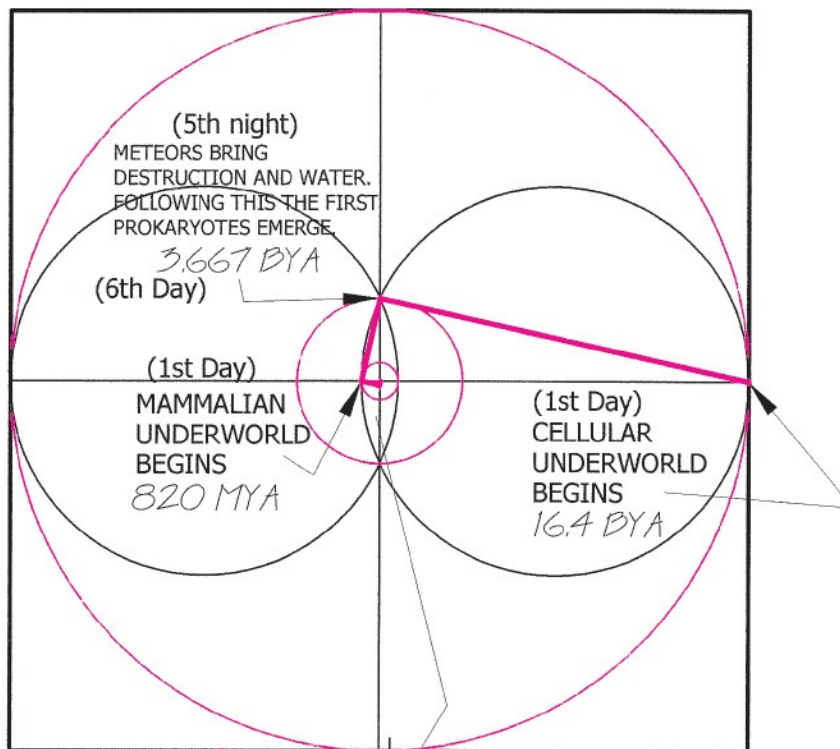 (5th night)
METEORS BRING
DESTRUCTION AND WATER.
FOLLOWING THIS THE FIRST
PROKARYOTES EMERGE.
3.667 BYA
(6th Day)
(1st Day)
MAMMALIAN
UNDERWORLD
BEGINS
820 MYA
(1st Day)
CELLULAR
UNDERWORLD
BEGINS
16.4 BYA